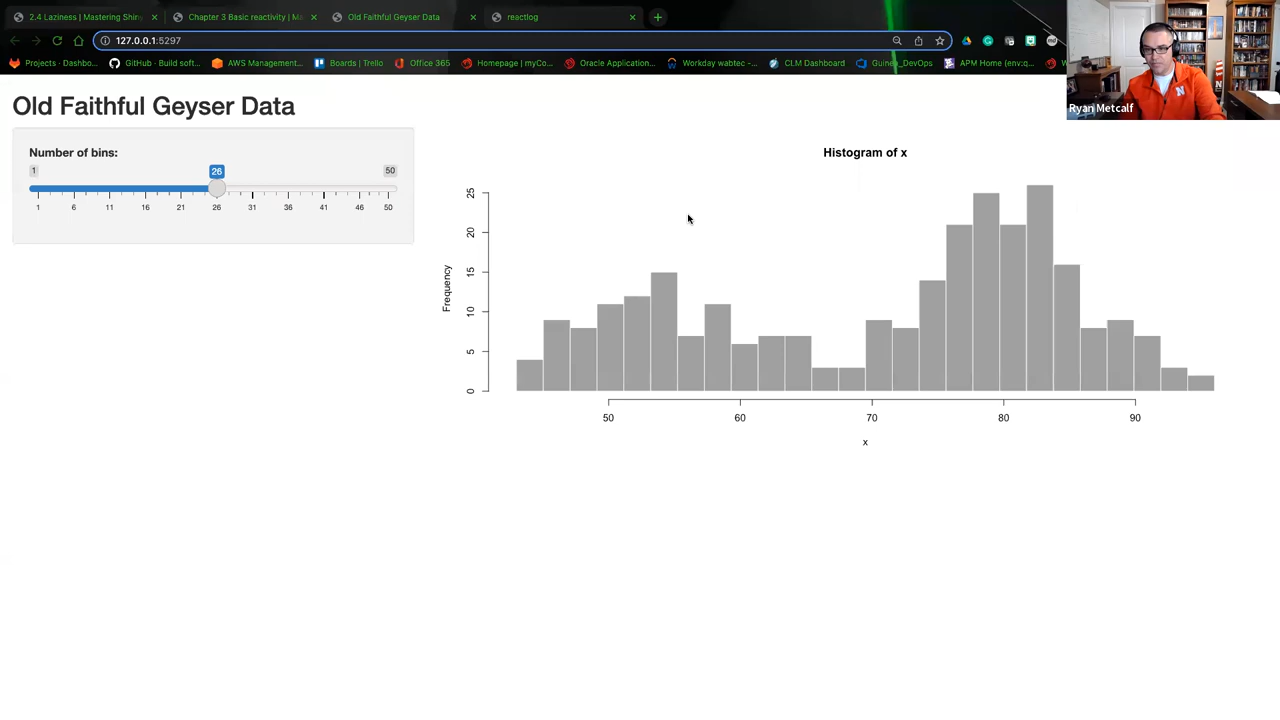 2.4 Laziness | Mastering Shin
Chapter 3 Basic reactivity | Ma
Old Faithful Geyser Data
reactlog
127.0.0.1:5297
Projects · Dashbo...
GitHub · Build soft...
AWS Management...
Boards | Trello
Office 365
Homepage | myCo...
Oracle Application...
Workday wabtec -...
CLM Dashboard
Guinea_DevOps
APM Home (env:q...
Ryan Metcalf
Old Faithful Geyser Data
Number of bins:
1 26 50
1 6 11 16 21 26 31 36 41 46 50
Histogram of x
Frequency
25
20
15
10
5
0
50 60 70 80 90
x
N